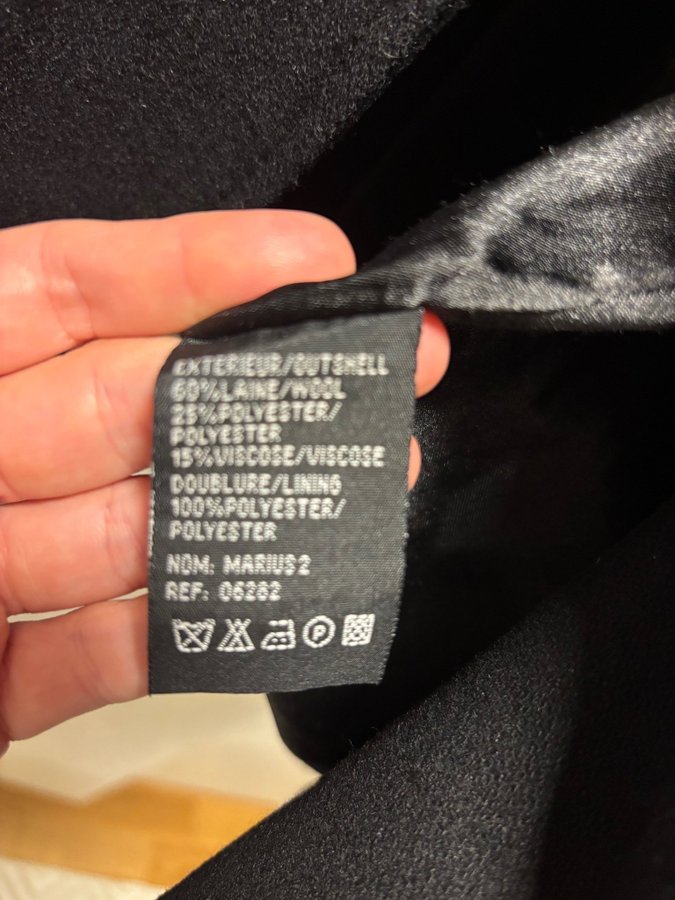 EXTERIEUR/OUTSHELL
60%LAINE/WOOL
25%POLYESTER/
POLYESTER
15%VISCOSE/VISCOSE
DOUBLURE/LINING
100%POLYESTER/
POLYESTER
NOM: MARIUS2
REF: 06282
P